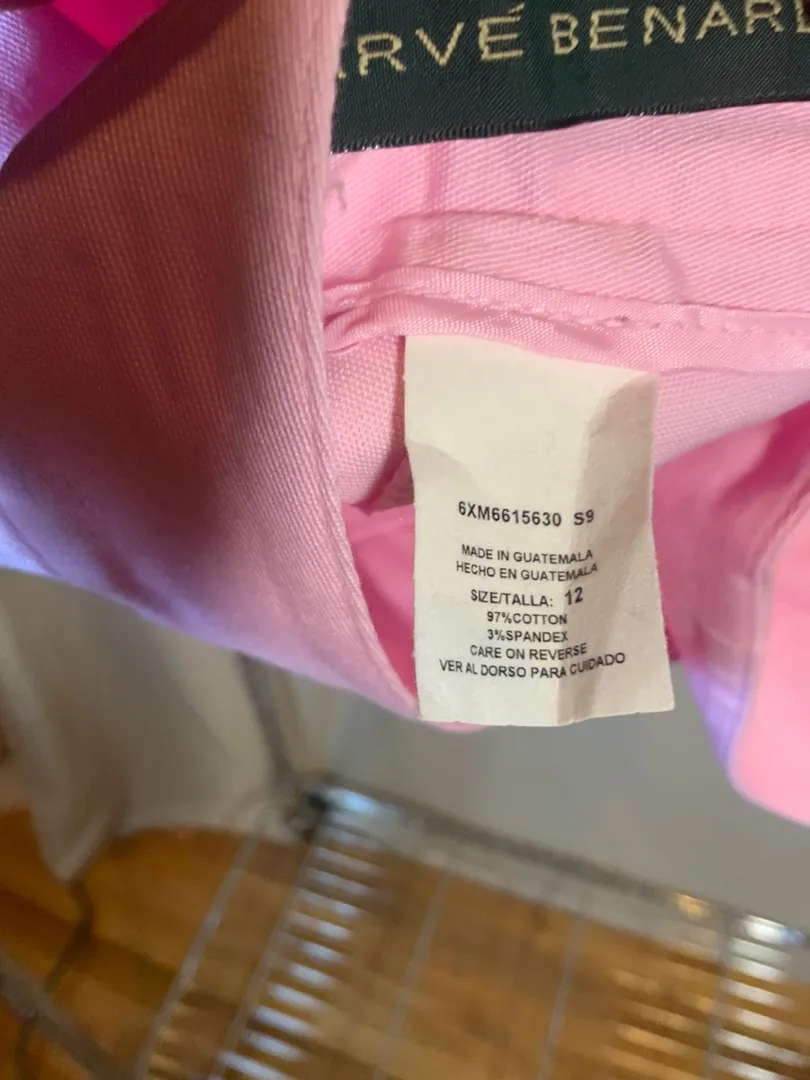 RVÉ BENAR
6XM6615630 S9
MADE IN GUATEMALA
HECHO EN GUATEMALA
SIZE/TALLA: 12
97%COTTON
3%SPANDEX
CARE ON REVERSE
VER AL DORSO PARA CUIDADO